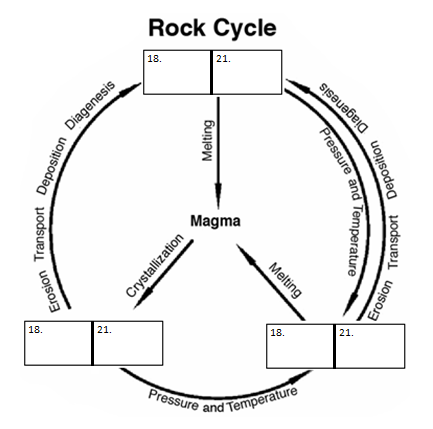 Rock Cycle
18. 21.
Erosion Transport Deposition Diagenesis
Melting
Pressure and Temperature
Erosion Transport Deposition Diagenesis
Magma
Crystallization
Melting
18. 21.
18. 21.
Pressure and Temperature